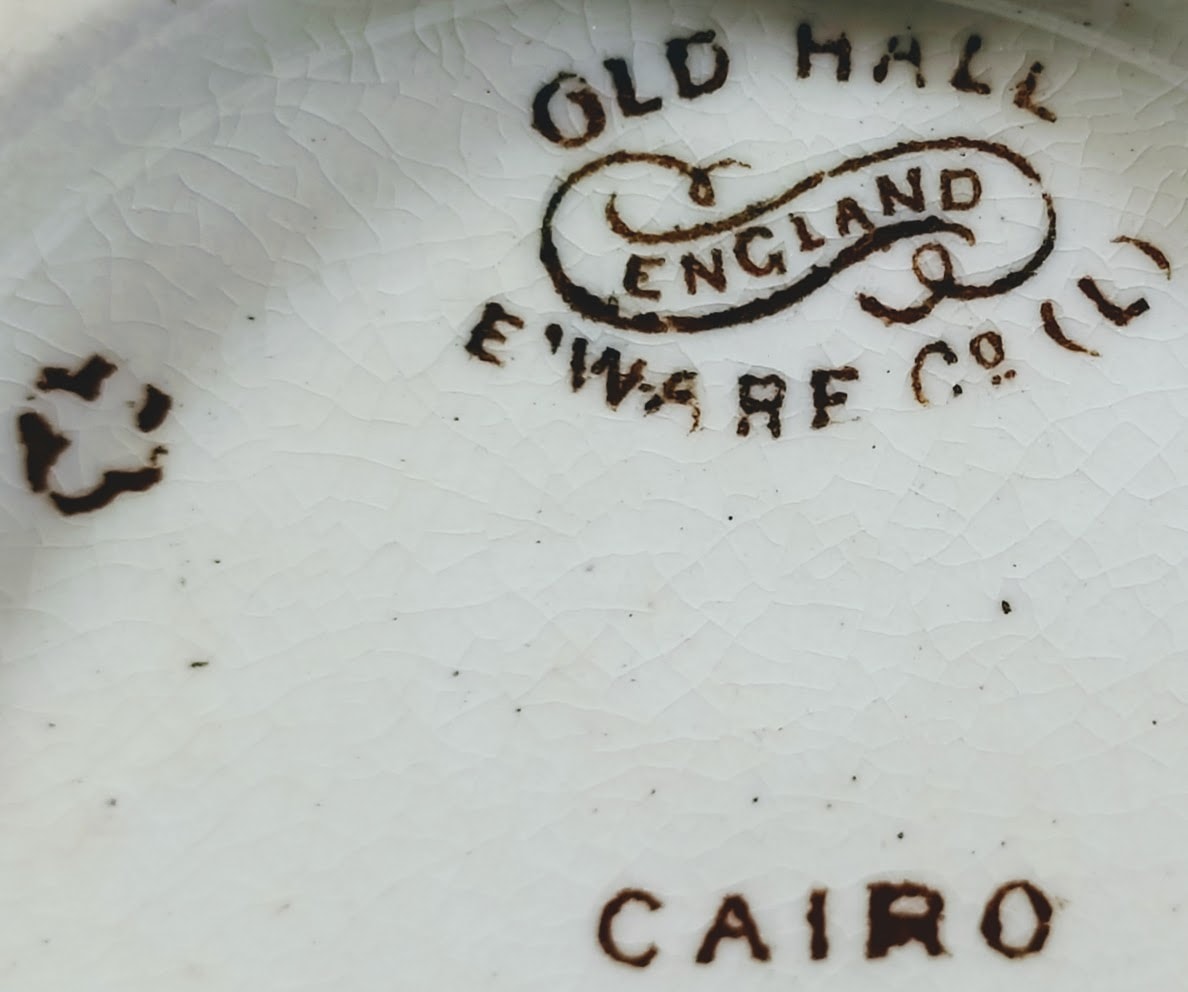 OLD HALL
ENGLAND
E'WARE Co (L)
CAIRO